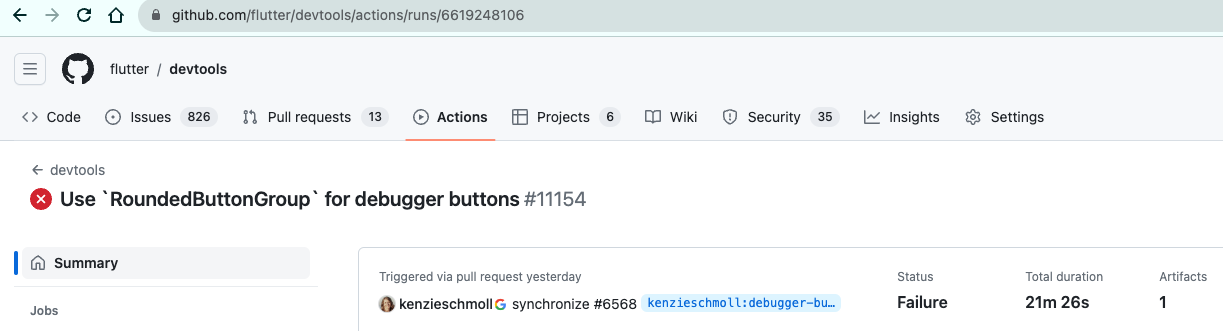 github.com/flutter/devtools/actions/runs/6619248106
flutter / devtools
Code Issues 826 Pull requests 13 Actions Projects 6 Wiki Security 35 Insights Settings
← devtools
Use `RoundedButtonGroup` for debugger buttons #11154
Summary
Jobs
Triggered via pull request yesterday
kenzieschmoll synchronize #6568 kenzieschmoll:debugger-bu…
Status
Failure
Total duration
21m 26s
Artifacts
1